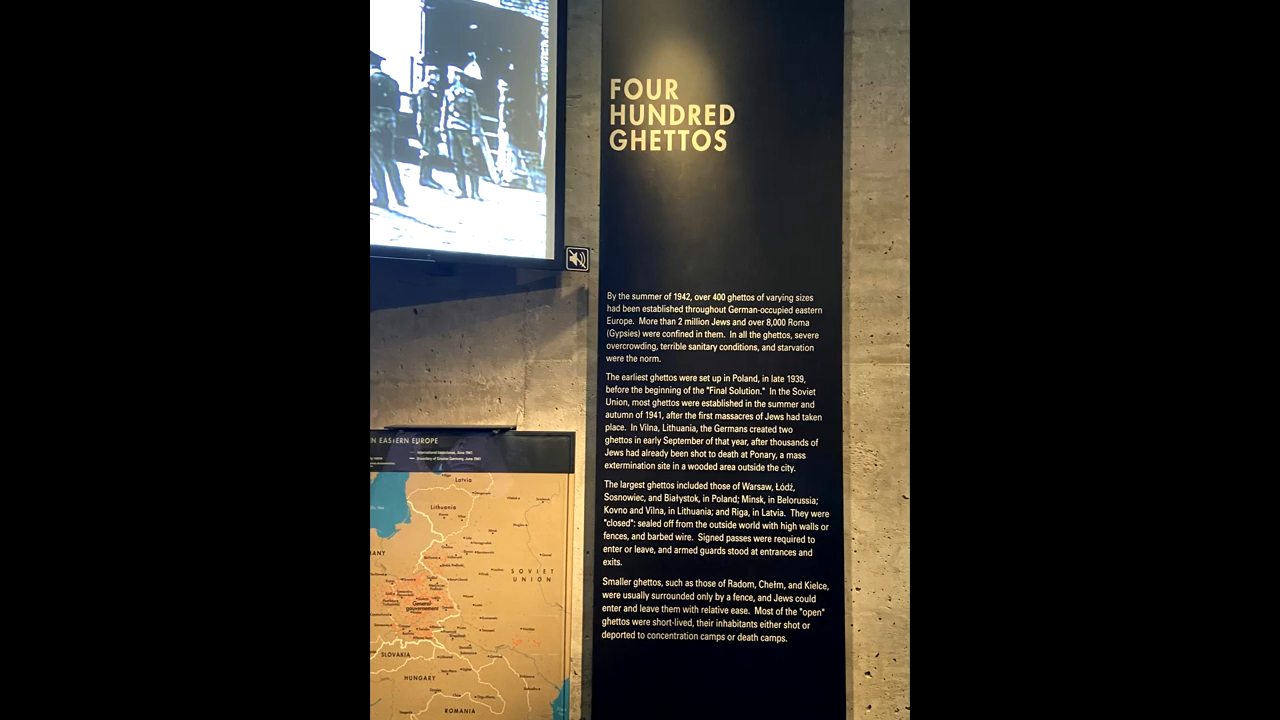 FOUR
HUNDRED
GHETTOS
By the summer of 1942, over 400 ghettos of varying sizes
had been established throughout German-occupied eastern
Europe. More than 2 million Jews and over 8,000 Roma
(Gypsies) were confined in them. In all the ghettos, severe
overcrowding, terrible sanitary conditions, and starvation
were the norm.
The earliest ghettos were set up in Poland, in late 1939,
before the beginning of the "Final Solution." In the Soviet
Union, most ghettos were established in the summer and
autumn of 1941, after the first massacres of Jews had taken
place. In Vilna, Lithuania, the Germans created two
ghettos in early September of that year, after thousands of
Jews had already been shot to death at Ponary, a mass
extermination site in a wooded area outside the city.
The largest ghettos included those of Warsaw, Łódź,
Sosnowiec, and Białystok, in Poland; Minsk, in Belorussia;
Kovno and Vilna, in Lithuania; and Riga, in Latvia. They were
"closed": sealed off from the outside world with high walls or
fences, and barbed wire. Signed passes were required to
enter or leave, and armed guards stood at entrances and
exits.
Smaller ghettos, such as those of Radom, Chełm, and Kielce,
were usually surrounded only by a fence, and Jews could
enter and leave them with relative ease. Most of the "open"
ghettos were short-lived, their inhabitants either shot or
deported to concentration camps or death camps.
N EASTERN EUROPE
Latvia
Lithuania
ANY
SOVIET
UNION
General-
gouvernement
SLOVAKIA
HUNGARY
ROMANIA